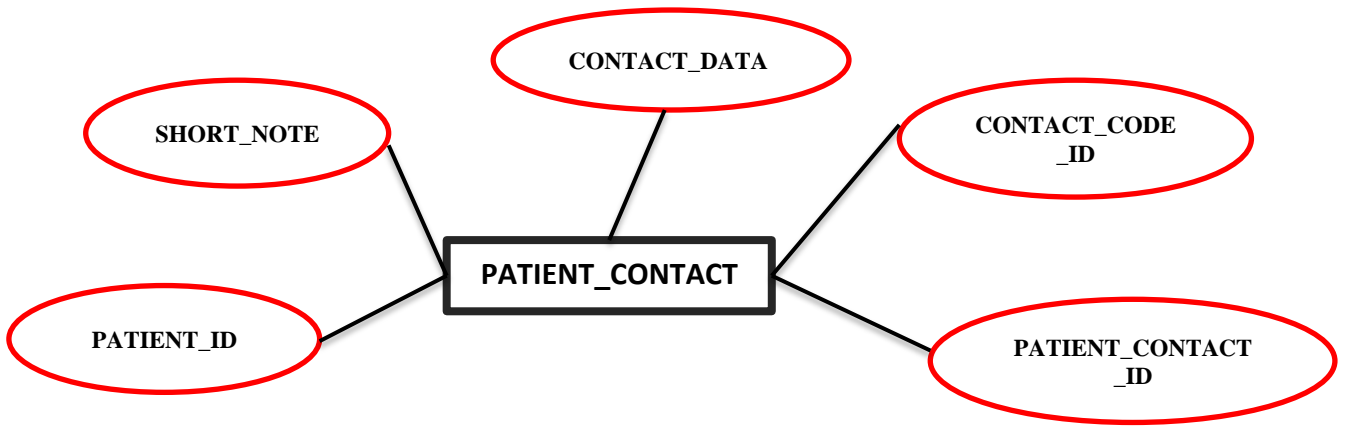 CONTACT_DATA
SHORT_NOTE
CONTACT_CODE
_ID
PATIENT_CONTACT
PATIENT_ID
PATIENT_CONTACT
_ID